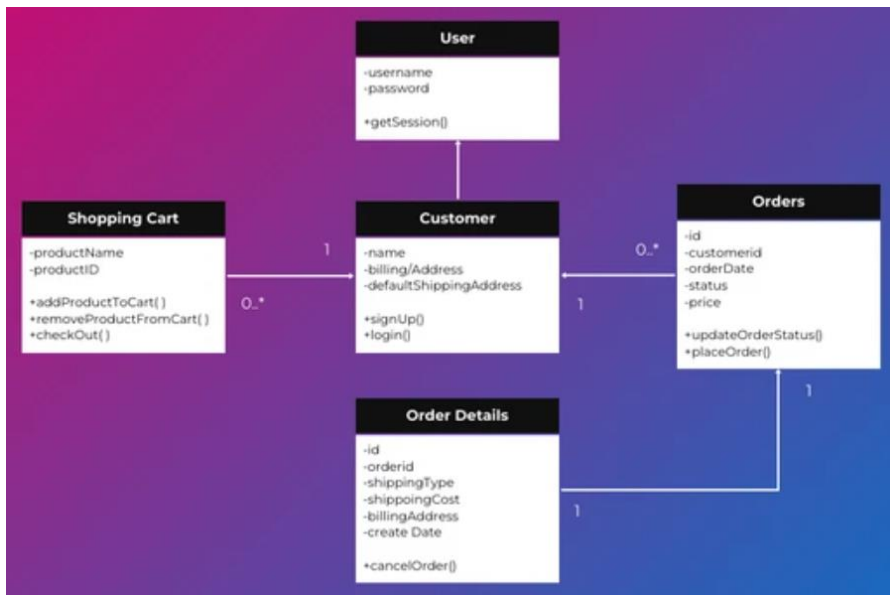 User
-username
-password
+getSession()
Shopping Cart
-productName
-productID
+addProductToCart( )
+removeProductFromCart( )
+checkOut( )
1
0..*
Customer
-name
-billing/Address
-defaultShippingAddress
+signUp()
+login()
0..*
1
Orders
-id
-customerid
-orderDate
-status
-price
+updateOrderStatus()
+placeOrder()
1
Order Details
-id
-orderid
-shippingType
-shippoingCost
-billingAddress
-create Date
+cancelOrder()
1